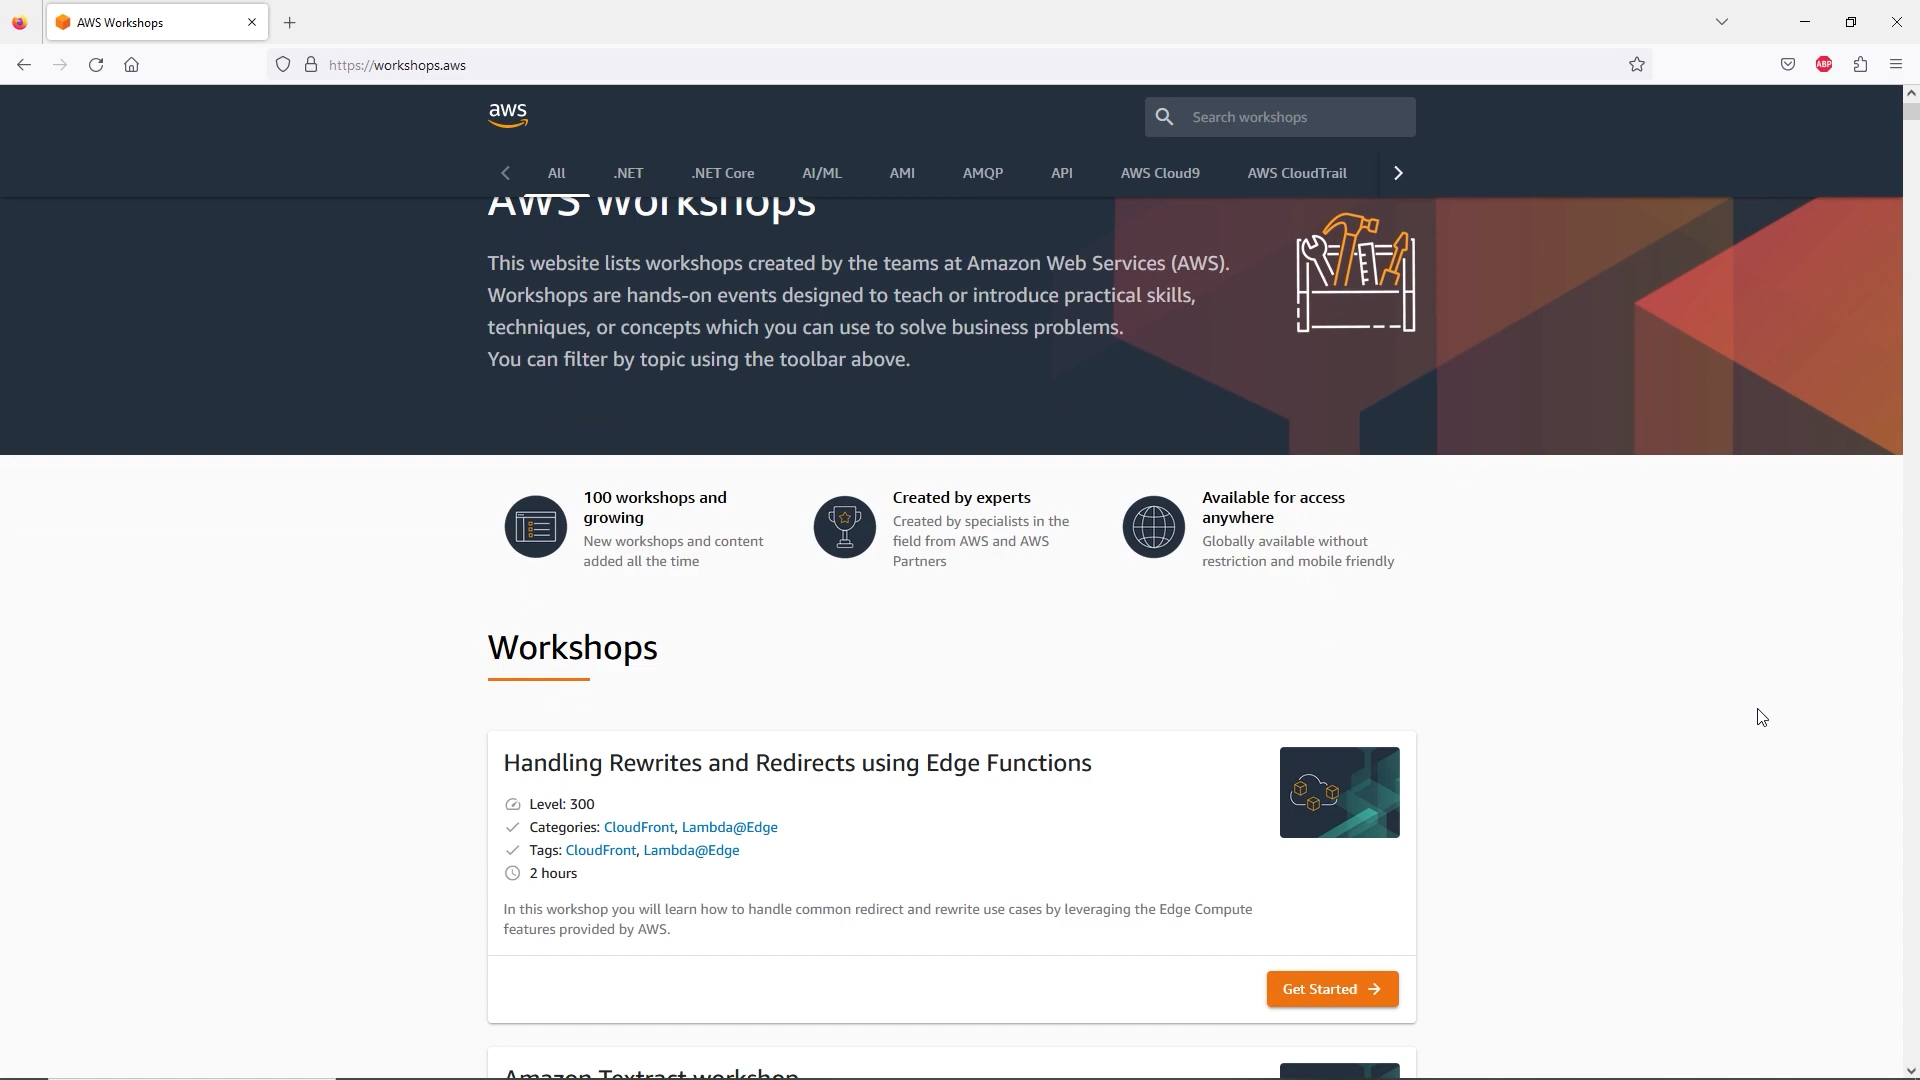 AWS Workshops
https://workshops.aws
ABP
aws
Search workshops
All
.NET
.NET Core
AI/ML
AMI
AMQP
API
AWS Cloud9
AWS CloudTrail
AWS Workshops
This website lists workshops created by the teams at Amazon Web Services (AWS).
Workshops are hands-on events designed to teach or introduce practical skills,
techniques, or concepts which you can use to solve business problems.
You can filter by topic using the toolbar above.
100 workshops and
growing
New workshops and content
added all the time
Created by experts
Created by specialists in the
field from AWS and AWS
Partners
Available for access
anywhere
Globally available without
restriction and mobile friendly
Workshops
Handling Rewrites and Redirects using Edge Functions
Level: 300
Categories: CloudFront, Lambda@Edge
Tags: CloudFront, Lambda@Edge
2 hours
In this workshop you will learn how to handle common redirect and rewrite use cases by leveraging the Edge Compute
features provided by AWS.
Get Started
Amazon Textract workshop